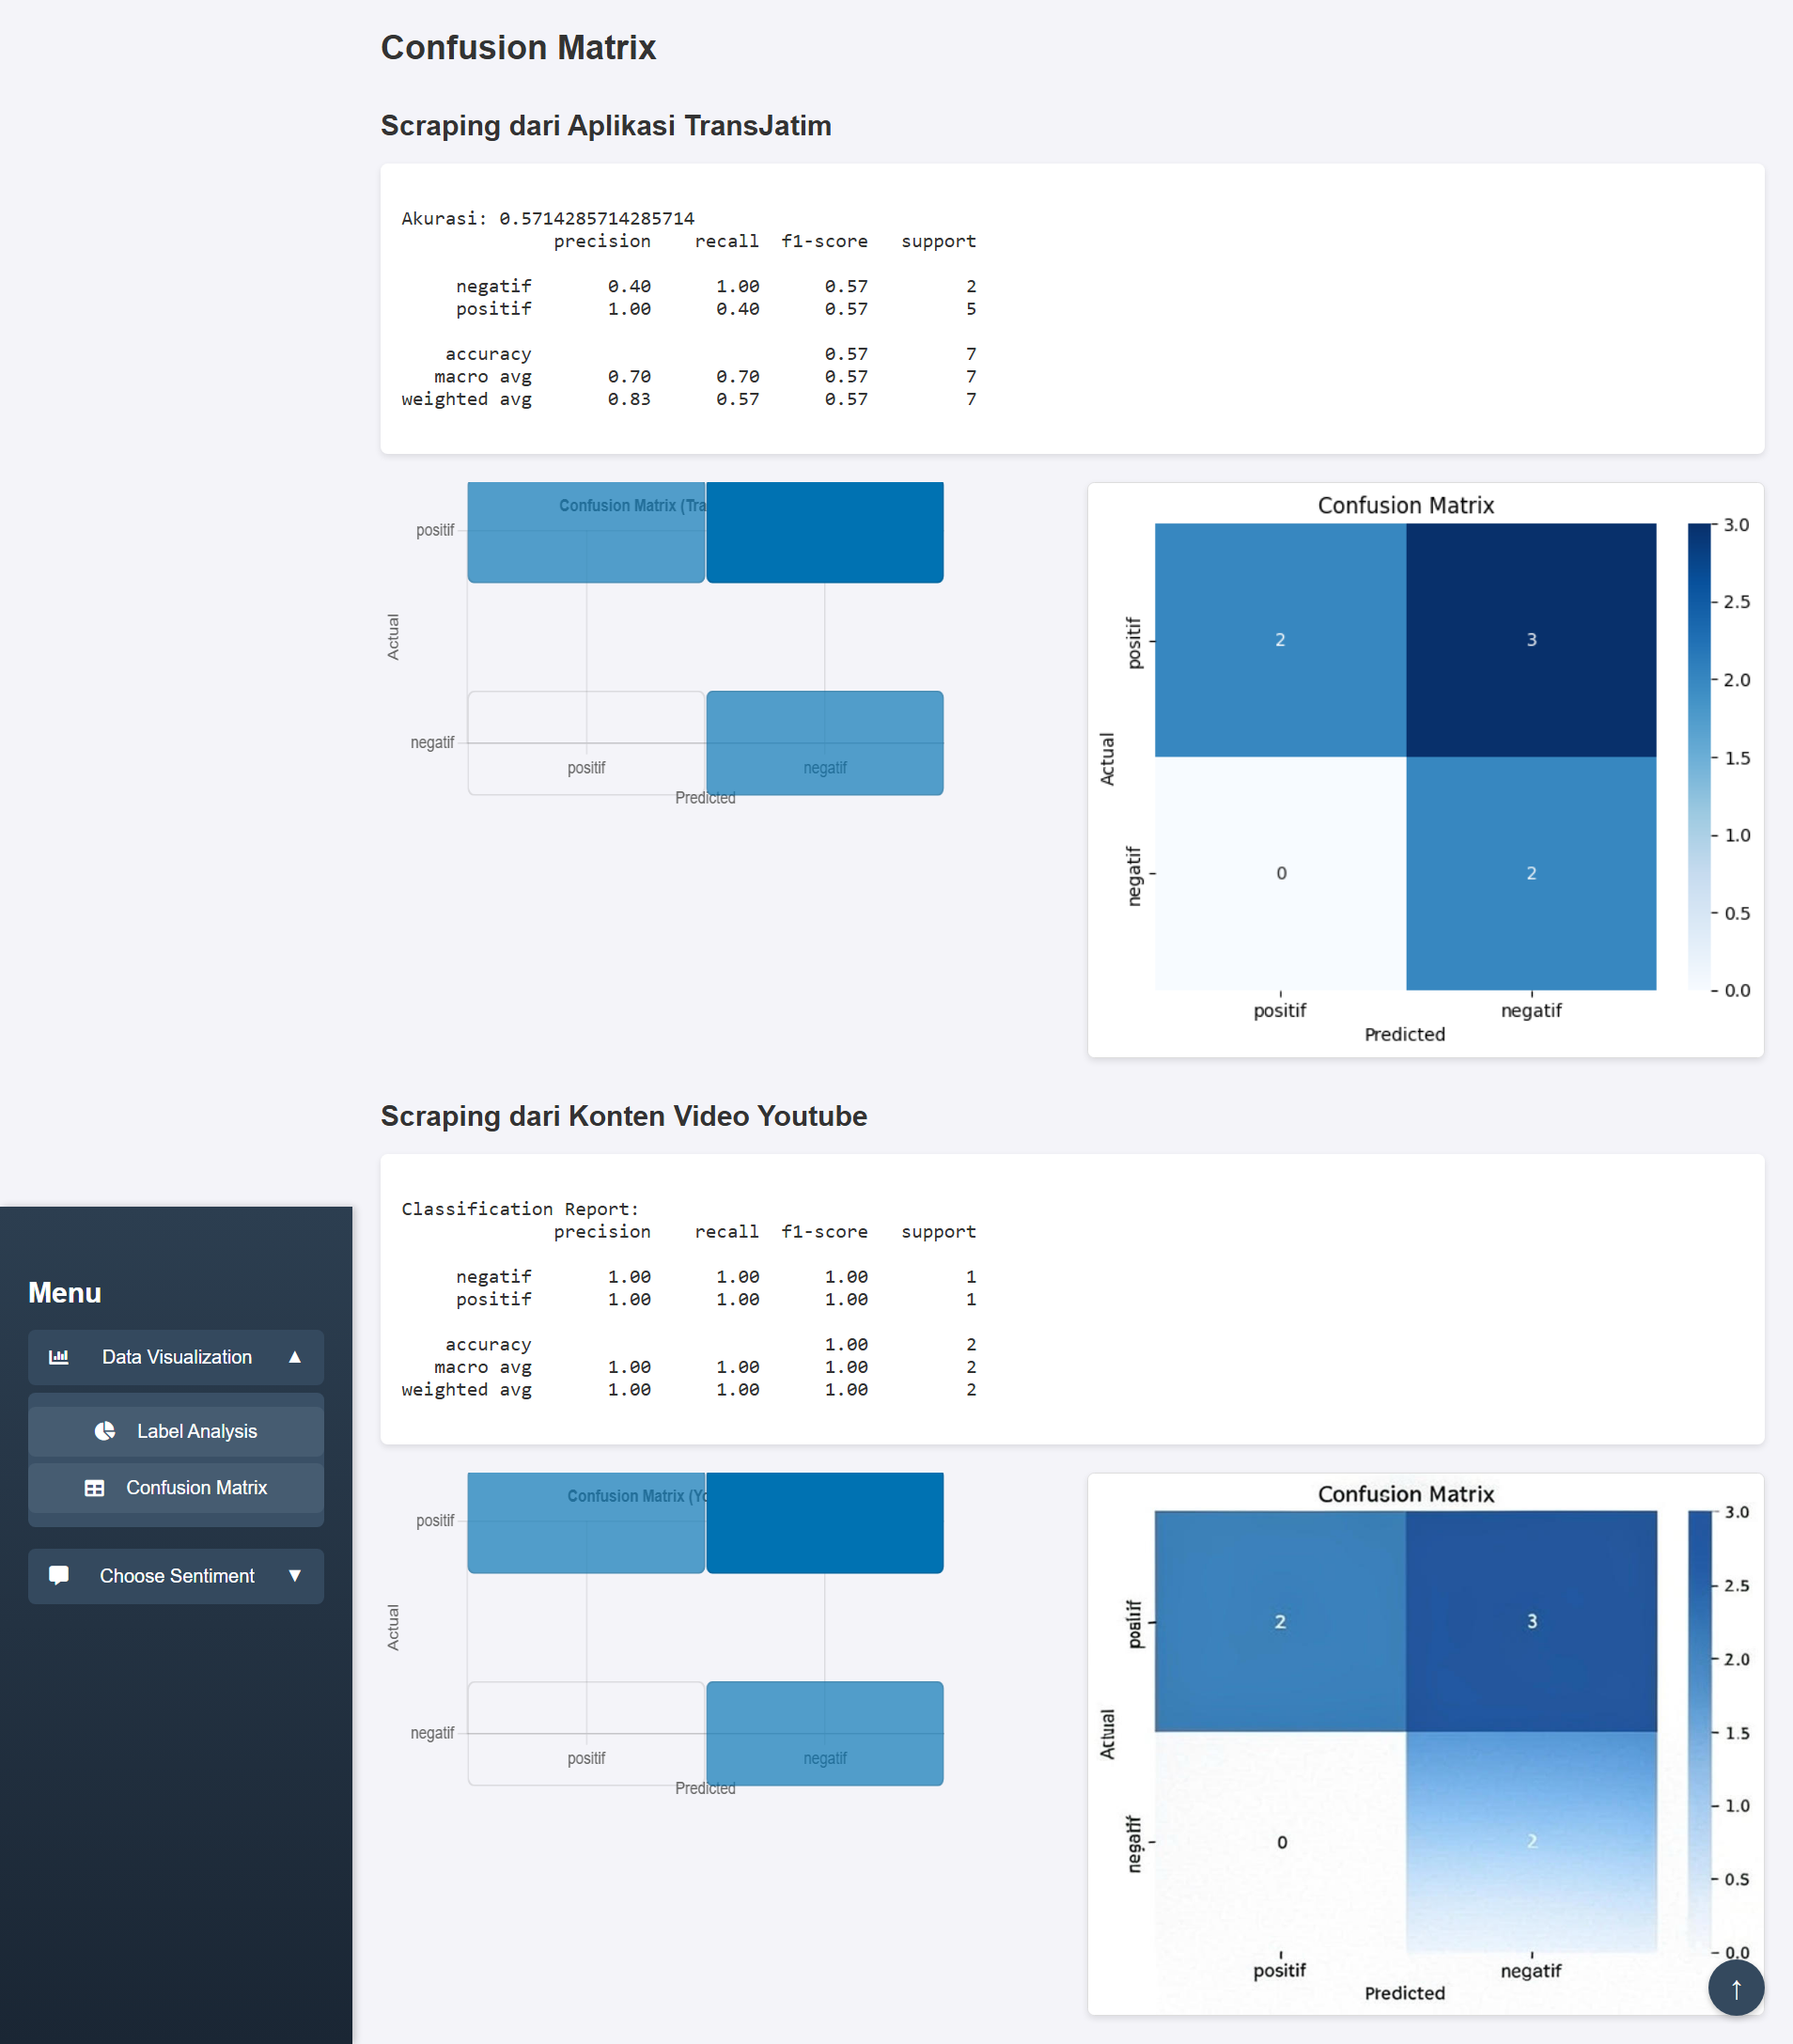 Confusion Matrix
Scraping dari Aplikasi TransJatim
Akurasi: 0.5714285714285714
precision recall f1-score support
negatif 0.40 1.00 0.57 2
positif 1.00 0.40 0.57 5
accuracy 0.57 7
macro avg 0.70 0.70 0.57 7
weighted avg 0.83 0.57 0.57 7
Confusion Matrix (Tra
positif
Actual
negatif
positif negatif
Predicted
Confusion Matrix
3.0
2.5
2.0
1.5
1.0
0.5
0.0
positif
2 3
Actual
negatif
0 2
positif negatif
Predicted
Scraping dari Konten Video Youtube
Classification Report:
precision recall f1-score support
negatif 1.00 1.00 1.00 1
positif 1.00 1.00 1.00 1
accuracy 1.00 2
macro avg 1.00 1.00 1.00 2
weighted avg 1.00 1.00 1.00 2
Menu
Data Visualization ▲
Label Analysis
Confusion Matrix
Choose Sentiment ▼
Confusion Matrix (Yo
positif
Actual
negatif
positif negatif
Predicted
Confusion Matrix
3.0
2.5
2.0
1.5
1.0
0.5
0.0
positif
2 3
Actual
negatif
0 2
positif negatif
Predicted
↑